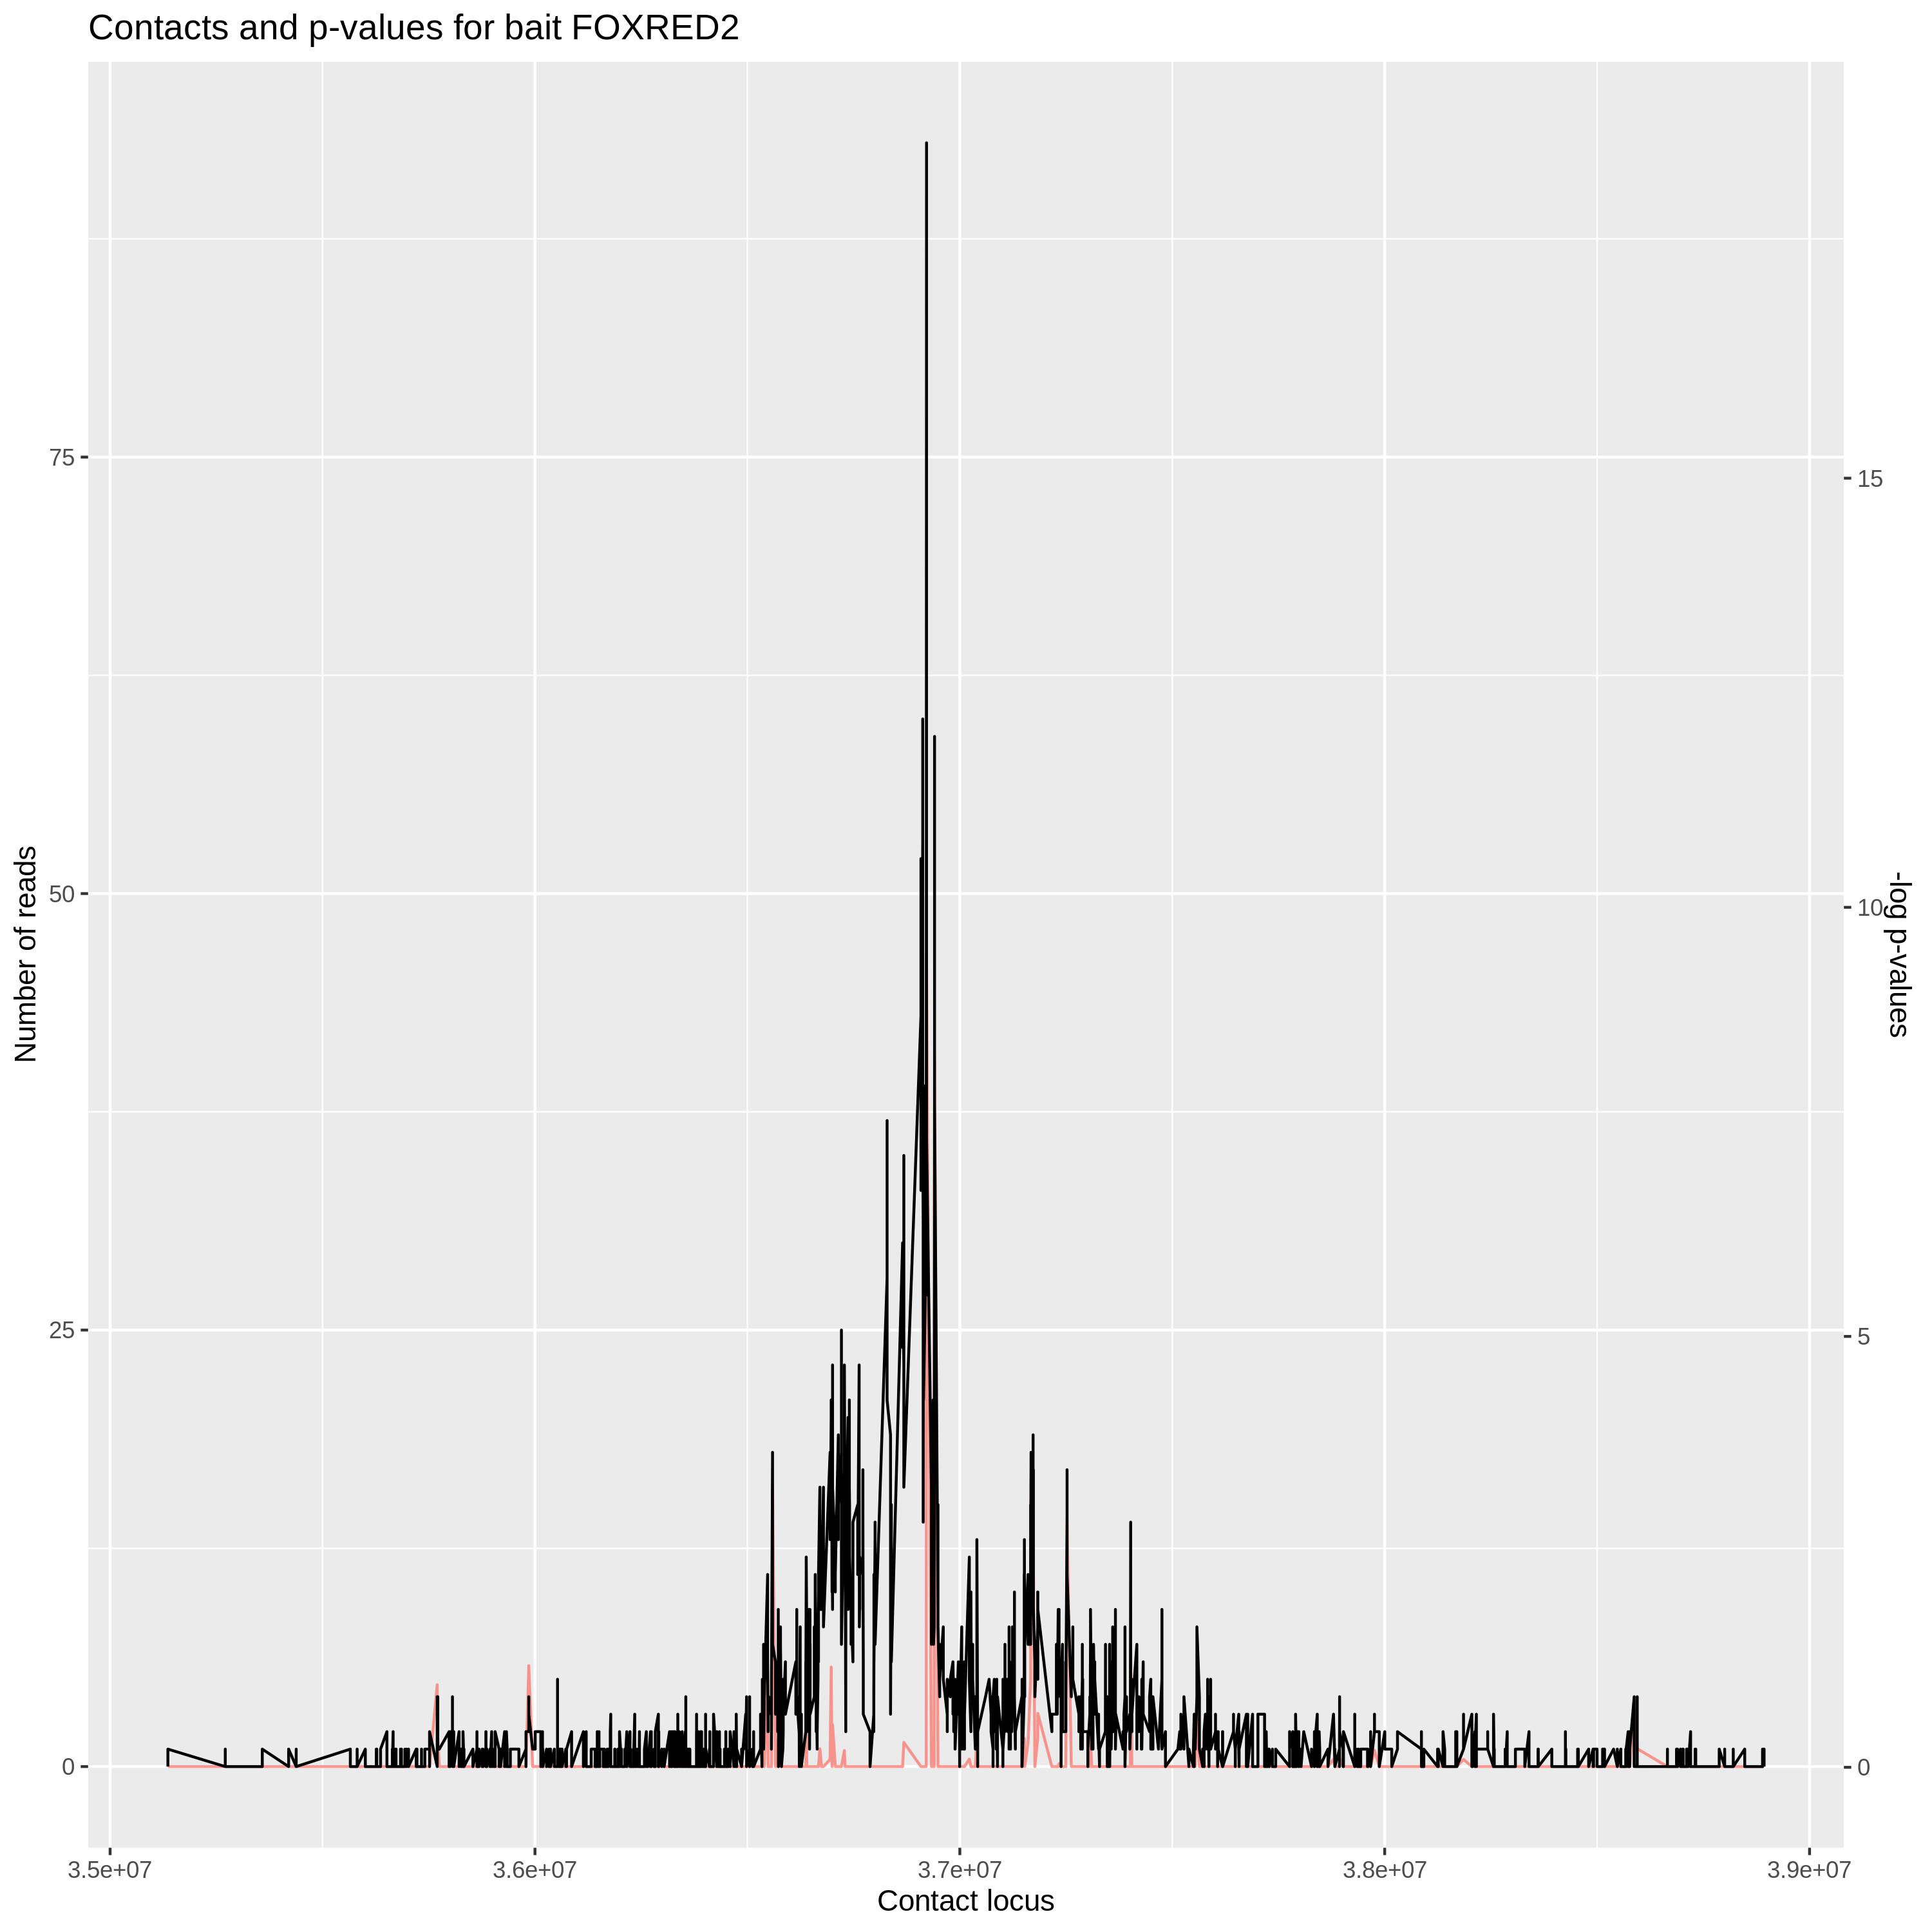 Contacts and p-values for bait FOXRED2
Number of reads
75
50
25
0
15
10
5
0
-log p-values
3.5e+07
3.6e+07
3.7e+07
3.8e+07
3.9e+07
Contact locus